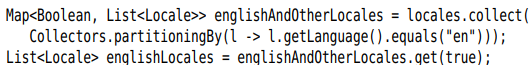 Map<Boolean, List<Locale>> englishAndOtherLocales = locales.collect(
Collectors.partitioningBy(l -> l.getLanguage().equals("en")));
List<Locale> englishLocales = englishAndOtherLocales.get(true);